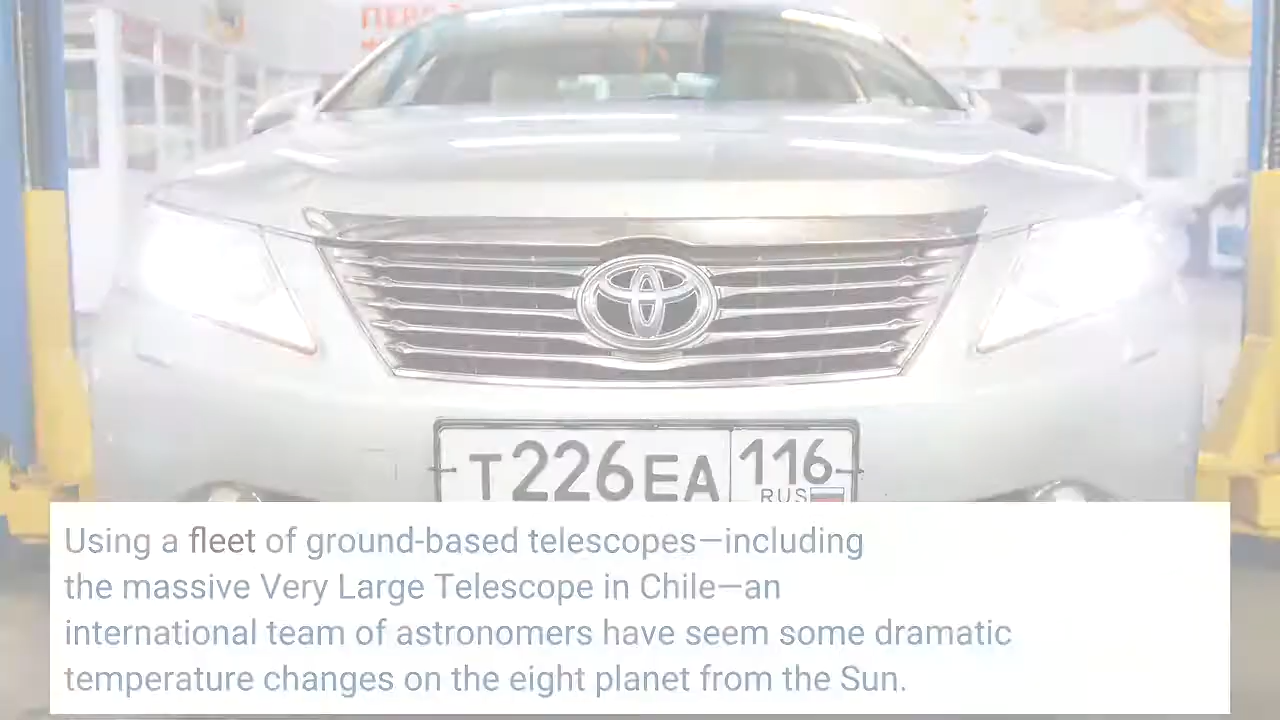 Т226ЕА 116
RUS
Using a fleet of ground-based telescopes—including
the massive Very Large Telescope in Chile—an
international team of astronomers have seem some dramatic
temperature changes on the eight planet from the Sun.